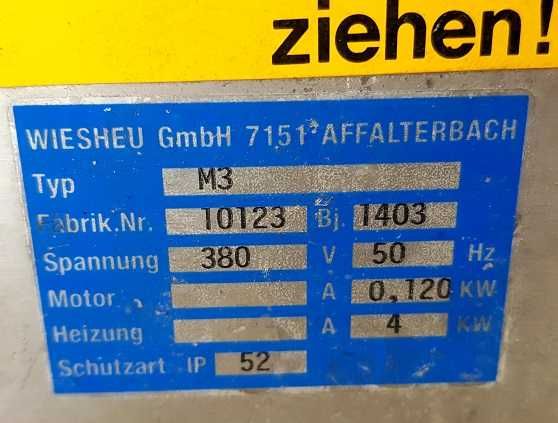 ziehen!
WIESHEU GmbH 7151 AFFALTERBACH
Typ M3
Fabrik.Nr. 10123 Bj. 1403
Spannung 380 V 50 Hz
Motor A 0,120 KW
Heizung A 4 KW
Schutzart IP 52